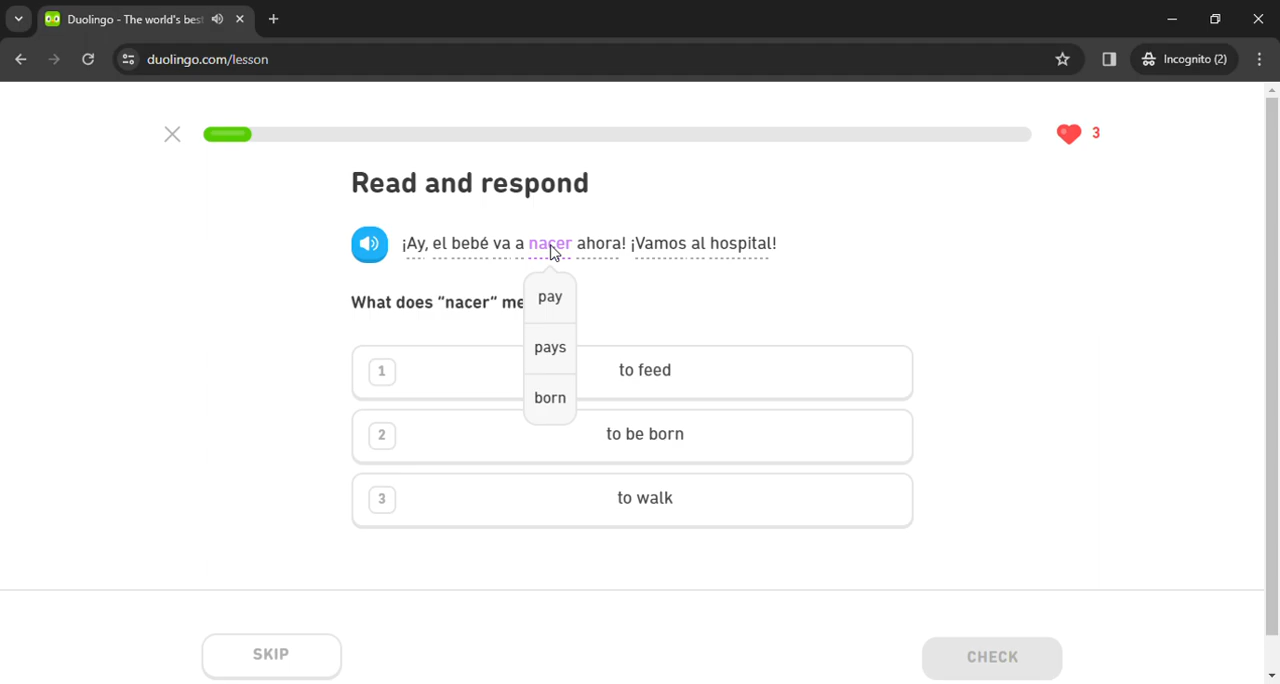 Duolingo - The world's bes
duolingo.com/lesson
Incognito (2)
3
Read and respond
¡Ay, el bebé va a nacer ahora! ¡Vamos al hospital!
What does “nacer“ me
pay
pays
born
1 to feed
2 to be born
3 to walk
SKIP
CHECK